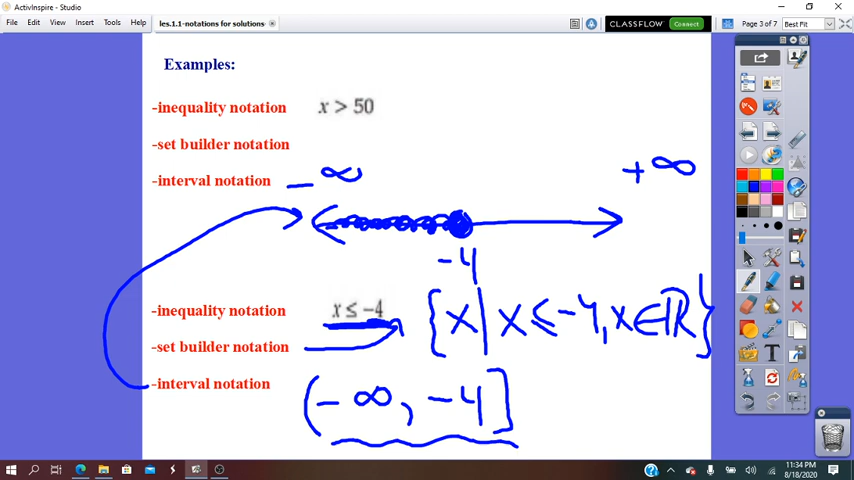 ActivInspire - Studio
File Edit View Insert Tools Help
les.1.1-notations for solutions
CLASSFLOW Connect
Page 3 of 7
Best Fit
Examples:
-inequality notation x > 50
-set builder notation
-interval notation
-∞ +∞
-4
-inequality notation x ≤ -4
{x| x ≤ -4, x ∈ ℝ}
-set builder notation
-interval notation
(-∞, -4]
11:34 PM
8/18/2020